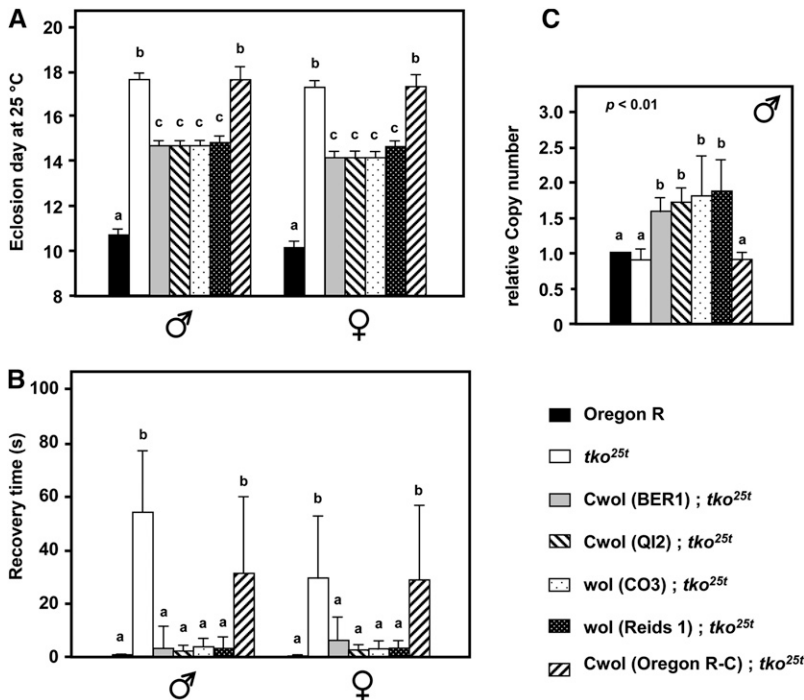 A
Eclosion day at 25 °C
20
18
16
14
12
10
8
a
b
c
c
c
c
b
a
b
c
c
c
c
b
♂
♀
C
relative Copy number
3.0
2.5
2.0
1.5
1.0
0.5
0
p < 0.01
♂
a
a
b
b
b
b
a
B
Recovery time (s)
100
80
60
40
20
0
a
b
a
a
a
a
b
a
b
a
a
a
a
b
♂
♀
Oregon R
tko25t
Cwol (BER1) ; tko25t
Cwol (QI2) ; tko25t
wol (CO3) ; tko25t
wol (Reids 1) ; tko25t
Cwol (Oregon R-C) ; tko25t